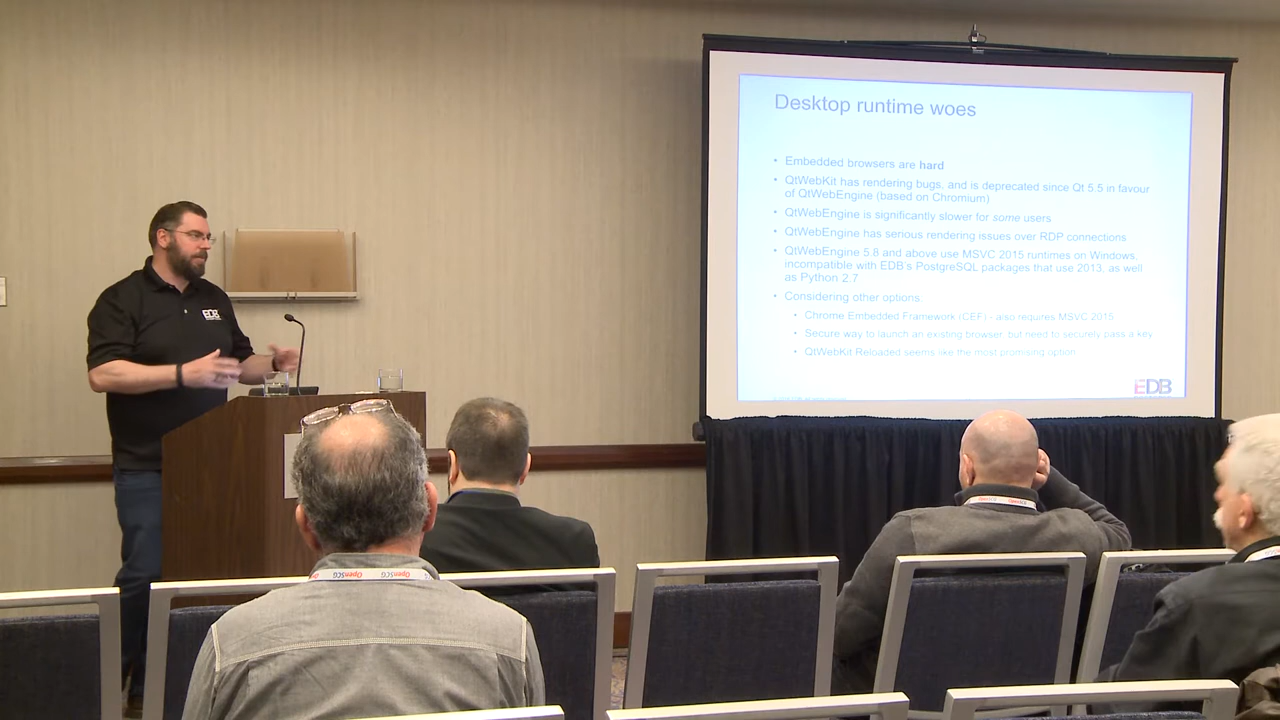 Desktop runtime woes
• Embedded browsers are hard
• QtWebKit has rendering bugs, and is deprecated since Qt 5.5 in favour
of QtWebEngine (based on Chromium)
• QtWebEngine is significantly slower for some users
• QtWebEngine has serious rendering issues over RDP connections
• QtWebEngine 5.8 and above use MSVC 2015 runtimes on Windows,
incompatible with EDB's PostgreSQL packages that use 2013, as well
as Python 2.7
• Considering other options:
• Chrome Embedded Framework (CEF) - also requires MSVC 2015
• Secure way to launch an existing browser, but need to securely pass a key
• QtWebKit Reloaded seems like the most promising option
EDB
EDB
OpenSCG
OpenSCG
OpenSCG
OpenSCG